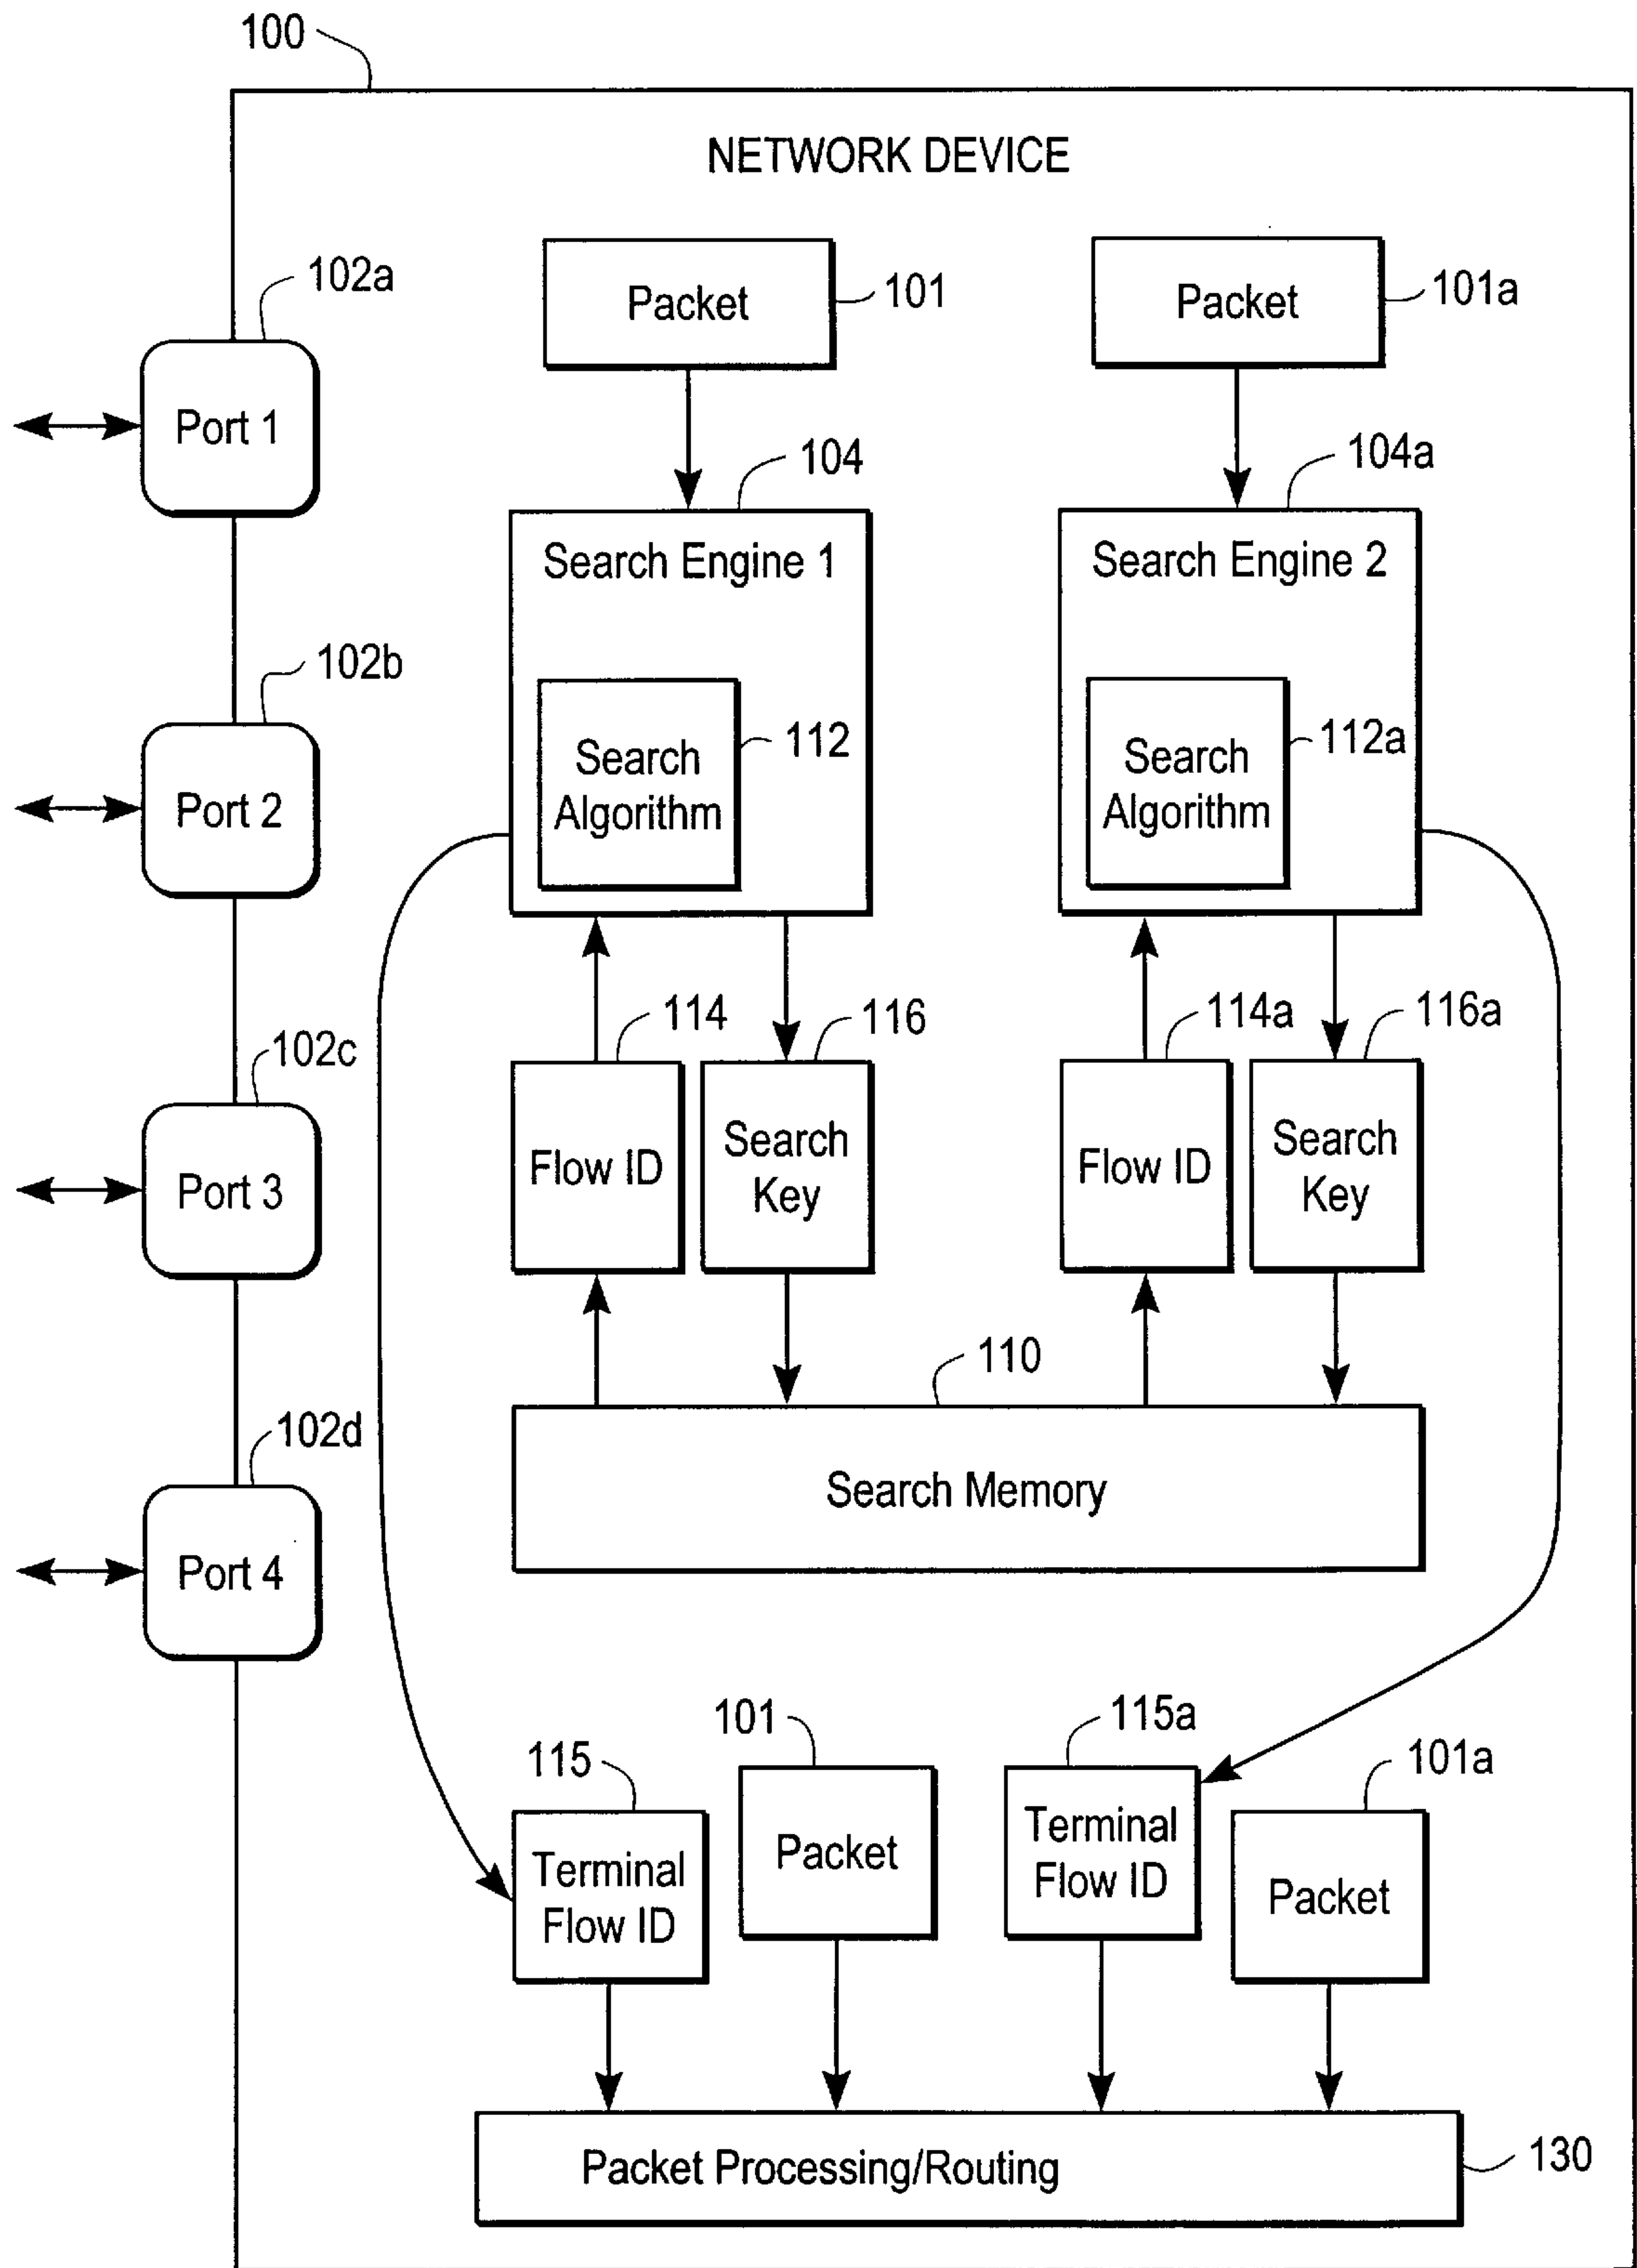 100
NETWORK DEVICE
102a
Packet
101
Packet
101a
Port 1
104
104a
Search Engine 1
Search Engine 2
102b
Search
Algorithm
112
Search
Algorithm
112a
Port 2
114
116
114a
116a
102c
Flow ID
Search
Key
Flow ID
Search
Key
Port 3
110
102d
Search Memory
Port 4
115
101
115a
101a
Terminal
Flow ID
Packet
Terminal
Flow ID
Packet
Packet Processing/Routing
130